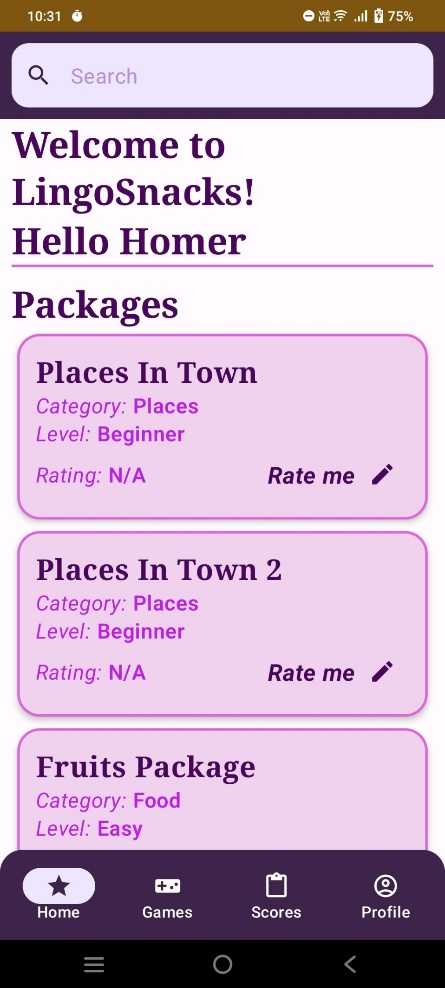 10:31
Vo)
LTE
75%
Search
Welcome to
LingoSnacks!
Hello Homer
Packages
Places In Town
Category: Places
Level: Beginner
Rating: N/A Rate me
Places In Town 2
Category: Places
Level: Beginner
Rating: N/A Rate me
Fruits Package
Category: Food
Level: Easy
Home Games Scores Profile